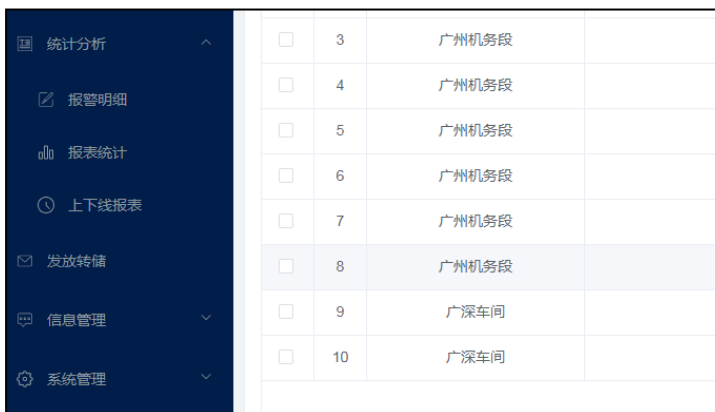 统计分析
报警明细
报表统计
上下线报表
发放转储
信息管理
系统管理
3 广州机务段
4 广州机务段
5 广州机务段
6 广州机务段
7 广州机务段
8 广州机务段
9 广深车间
10 广深车间